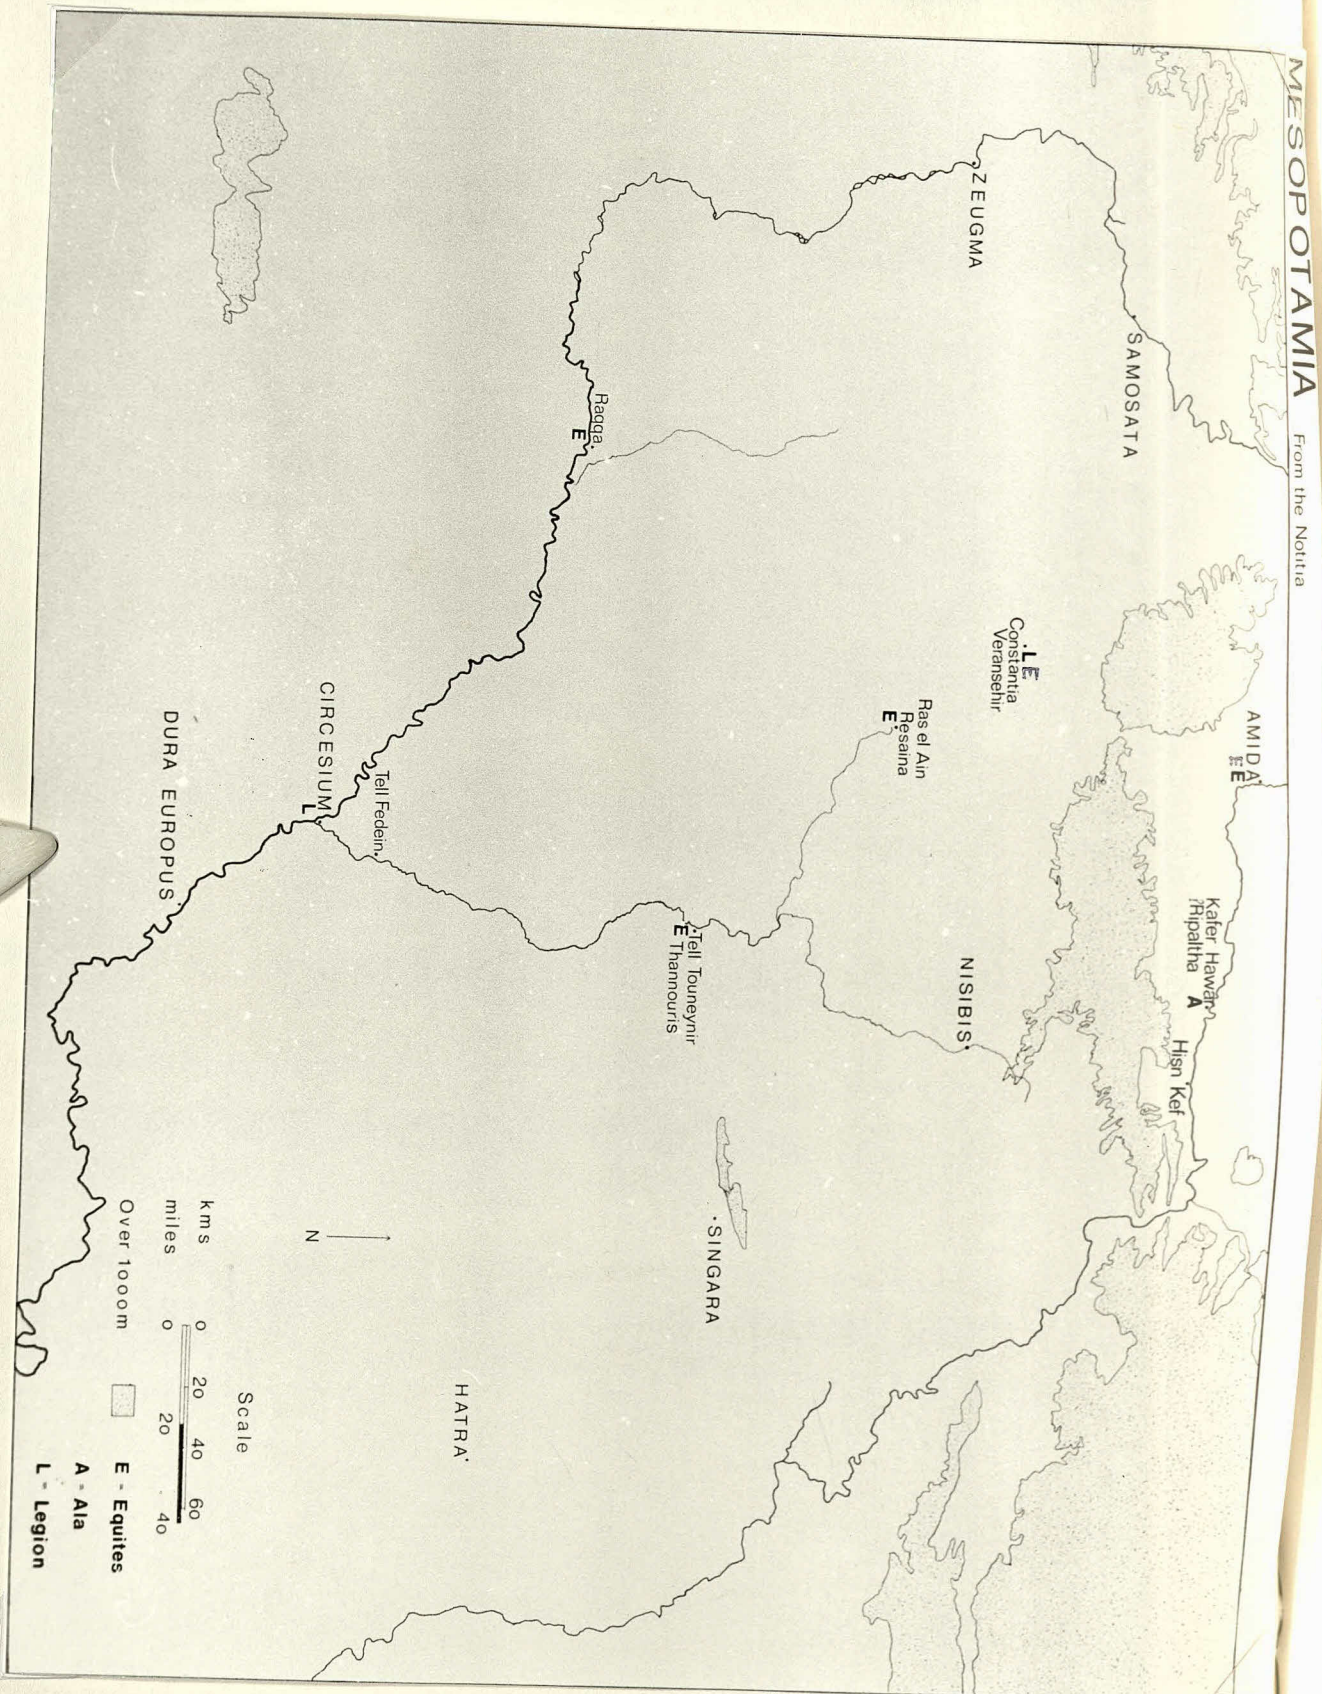 MESOPOTAMIA From the Notitia
AMIDA
E E
Kafer Hawar
?Ripaltha A
Hisn Kef
SAMOSATA
ZEUGMA
L E
Constantia
Veransehir
Ras el Ain
Resaina
E
NISIBIS
Tell Touneynir
E Thannouris
SINGARA
Raqqa
E
Tell Fedein
CIRCESIUM
L
DURA EUROPUS
HATRA
N
Scale
kms 0 20 40 60
miles 0 20 40
Over 1000m
E = Equites
A = Ala
L = Legion